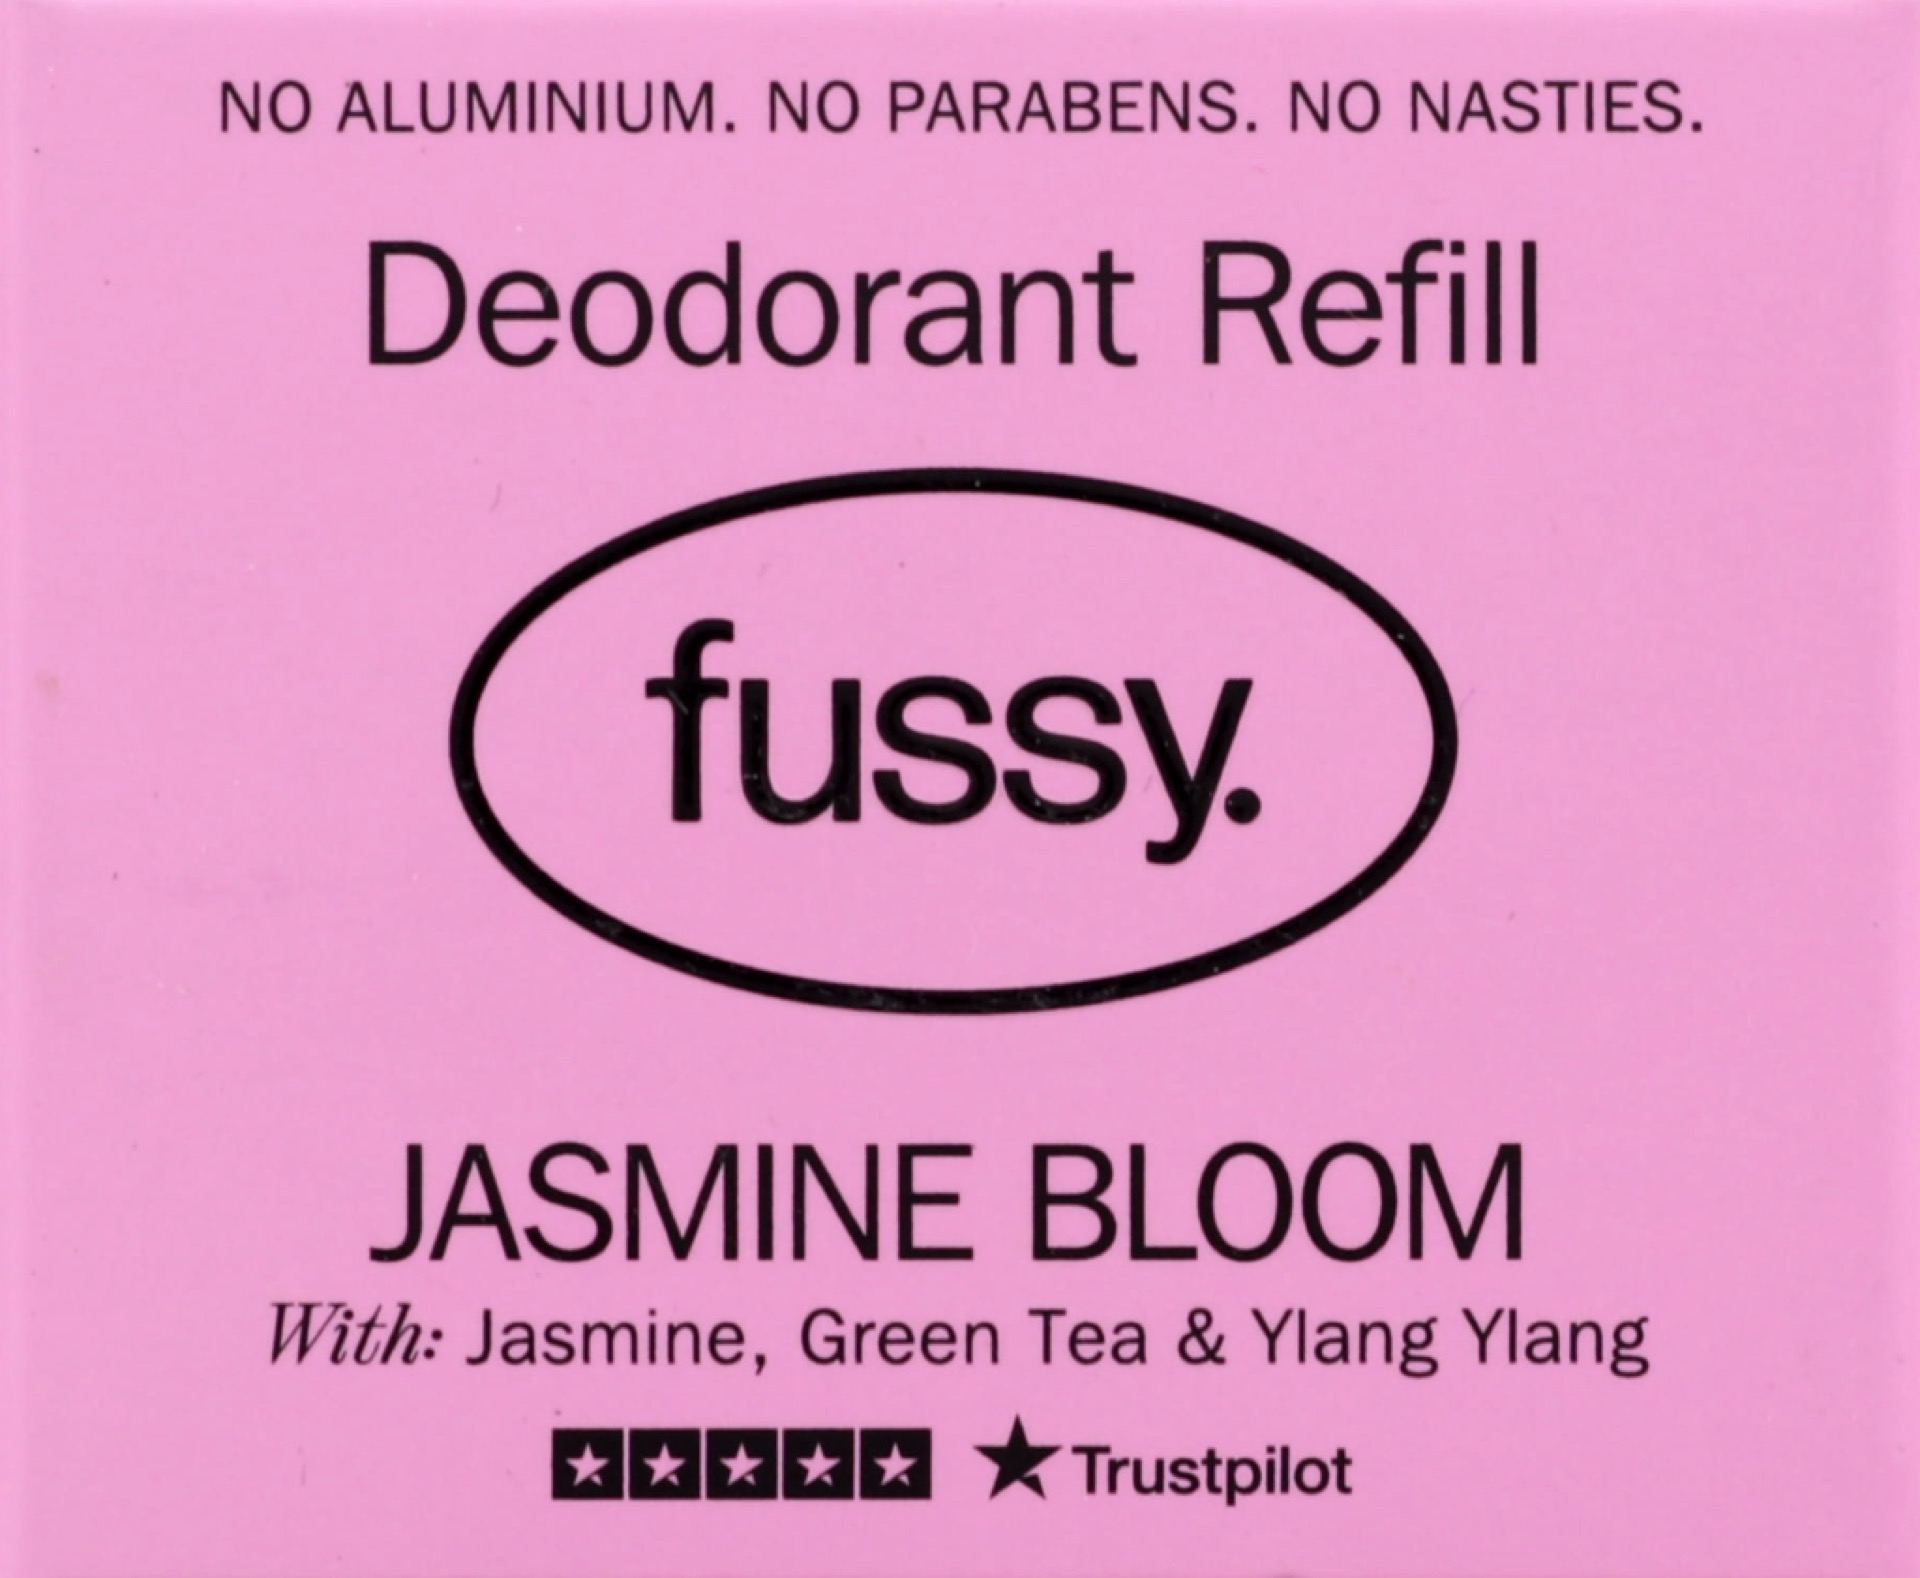 NO ALUMINIUM. NO PARABENS. NO NASTIES.
Deodorant Refill
fussy.
JASMINE BLOOM
With: Jasmine, Green Tea & Ylang Ylang
Trustpilot